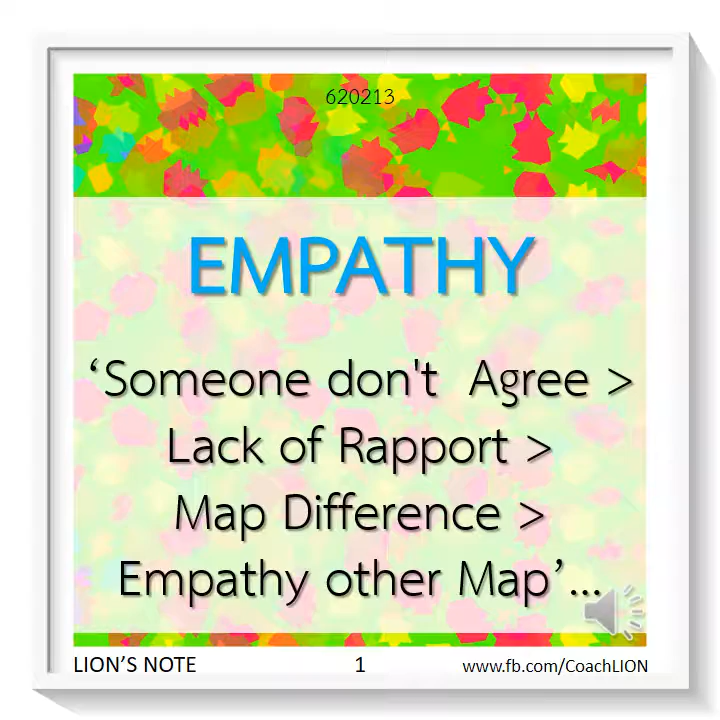 620213
EMPATHY
‘Someone don't Agree >
Lack of Rapport >
Map Difference >
Empathy other Map’...
LION’S NOTE 1 www.fb.com/CoachLION